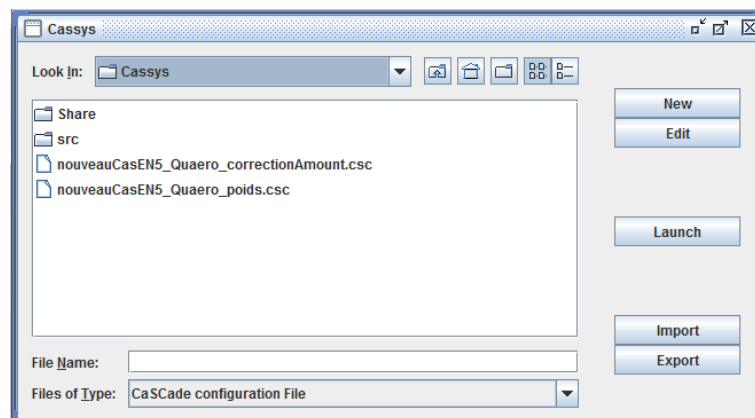 Cassys
Look In: Cassys
Share
src
nouveauCasEN5_Quaero_correctionAmount.csc
nouveauCasEN5_Quaero_poids.csc
File Name:
Files of Type: CaSCade configuration File
New
Edit
Launch
Import
Export